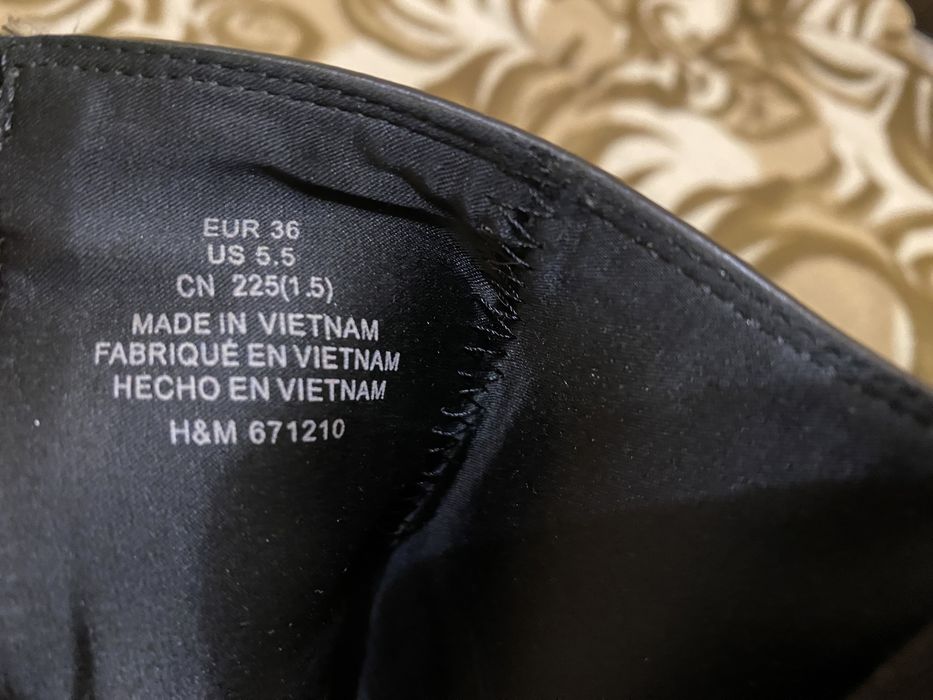 EUR 36
US 5.5
CN 225(1.5)
MADE IN VIETNAM
FABRIQUÉ EN VIETNAM
HECHO EN VIETNAM
H&M 671210